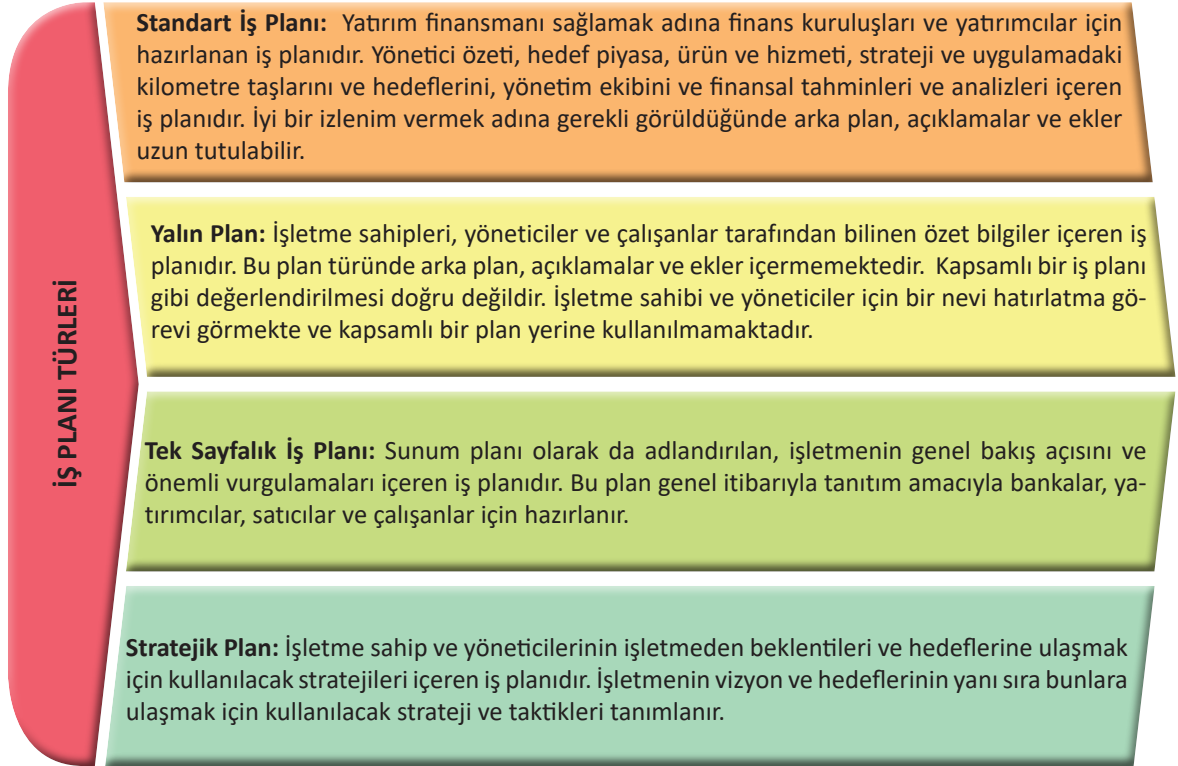 İŞ PLANI TÜRLERİ
Standart İş Planı: Yatırım finansmanı sağlamak adına finans kuruluşları ve yatırımcılar için
hazırlanan iş planıdır. Yönetici özeti, hedef piyasa, ürün ve hizmeti, strateji ve uygulamadaki
kilometre taşlarını ve hedeflerini, yönetim ekibini ve finansal tahminleri ve analizleri içeren
iş planıdır. İyi bir izlenim vermek adına gerekli görüldüğünde arka plan, açıklamalar ve ekler
uzun tutulabilir.
Yalın Plan: İşletme sahipleri, yöneticiler ve çalışanlar tarafından bilinen özet bilgiler içeren iş
planıdır. Bu plan türünde arka plan, açıklamalar ve ekler içermemektedir. Kapsamlı bir iş planı
gibi değerlendirilmesi doğru değildir. İşletme sahibi ve yöneticiler için bir nevi hatırlatma gö-
revi görmekte ve kapsamlı bir plan yerine kullanılmamaktadır.
Tek Sayfalık İş Planı: Sunum planı olarak da adlandırılan, işletmenin genel bakış açısını ve
önemli vurgulamaları içeren iş planıdır. Bu plan genel itibarıyla tanıtım amacıyla bankalar, ya-
tırımcılar, satıcılar ve çalışanlar için hazırlanır.
Stratejik Plan: İşletme sahip ve yöneticilerinin işletmeden beklentileri ve hedeflerine ulaşmak
için kullanılacak stratejileri içeren iş planıdır. İşletmenin vizyon ve hedeflerinin yanı sıra bunlara
ulaşmak için kullanılacak strateji ve taktikleri tanımlanır.